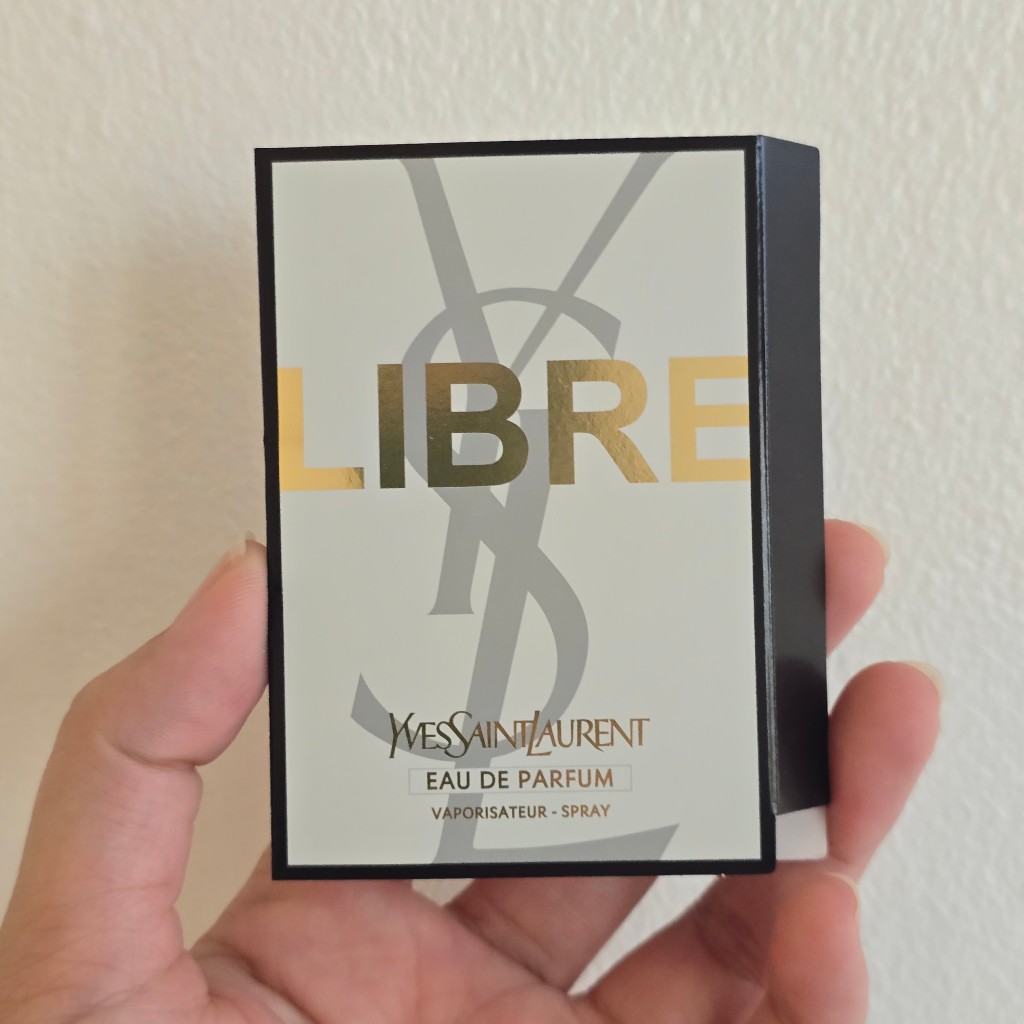 LIBRE
YVESSAINTLAURENT
EAU DE PARFUM
VAPORISATEUR - SPRAY